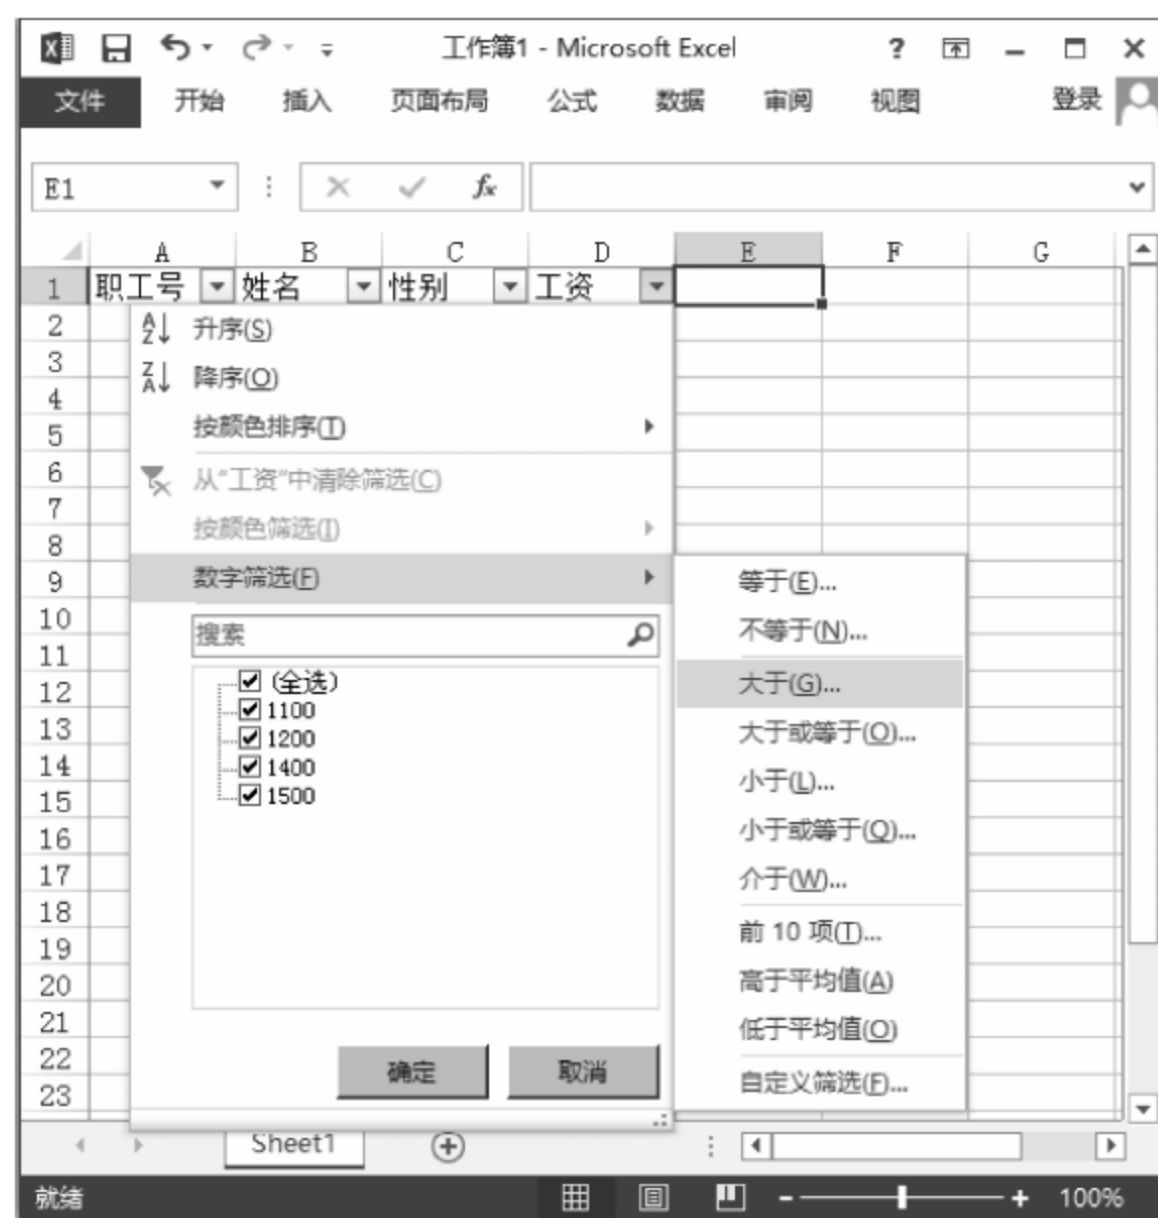 工作簿1 - Microsoft Excel ?
文件 开始 插入 页面布局 公式 数据 审阅 视图 登录
E1 fx
A B C D E F G
1 职工号 姓名 性别 工资
2 升序(S)
3
降序(O)
4
5 按颜色排序(T)
6 从“工资”中清除筛选(C)
7
8 按颜色筛选(I)
9 数字筛选(F) 等于(E)...
10 搜索 不等于(N)...
11
12 (全选) 大于(G)...
1100
13 1200 大于或等于(O)...
14 1400
15 1500 小于(L)...
16 小于或等于(Q)...
17 介于(W)...
18 前 10 项(T)...
19
20 高于平均值(A)
21 低于平均值(O)
22 确定 取消
23 自定义筛选(F)...
Sheet1
就绪 100%